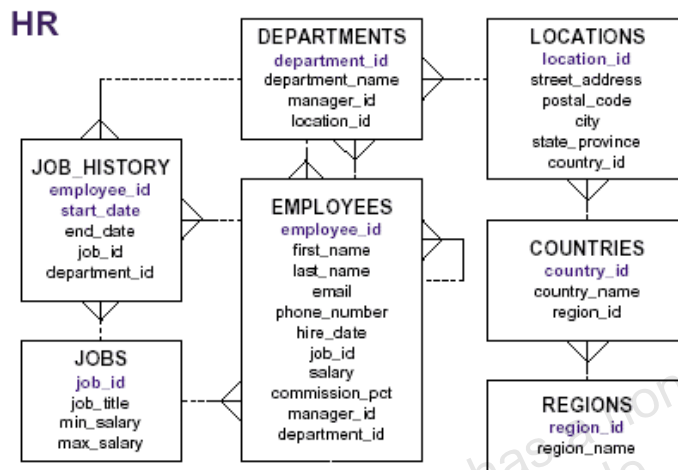 HR
DEPARTMENTS
department_id
department_name
manager_id
location_id
LOCATIONS
location_id
street_address
postal_code
city
state_province
country_id
JOB_HISTORY
employee_id
start_date
end_date
job_id
department_id
EMPLOYEES
employee_id
first_name
last_name
email
phone_number
hire_date
job_id
salary
commission_pct
manager_id
department_id
COUNTRIES
country_id
country_name
region_id
JOBS
job_id
job_title
min_salary
max_salary
REGIONS
region_id
region_name
has a non